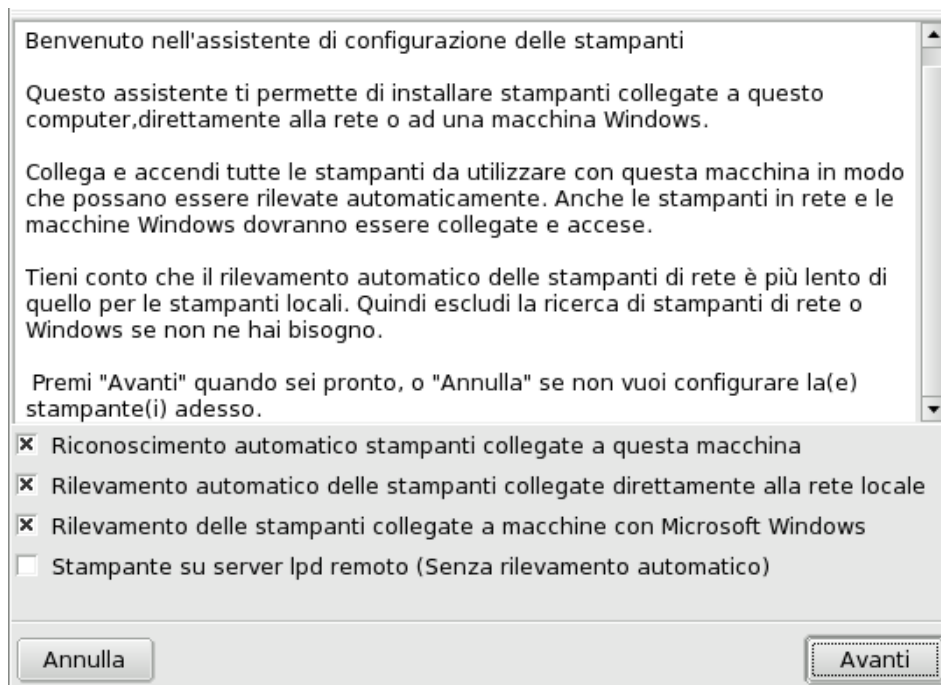 Benvenuto nell'assistente di configurazione delle stampanti
Questo assistente ti permette di installare stampanti collegate a questo
computer,direttamente alla rete o ad una macchina Windows.
Collega e accendi tutte le stampanti da utilizzare con questa macchina in modo
che possano essere rilevate automaticamente. Anche le stampanti in rete e le
macchine Windows dovranno essere collegate e accese.
Tieni conto che il rilevamento automatico delle stampanti di rete è più lento di
quello per le stampanti locali. Quindi escludi la ricerca di stampanti di rete o
Windows se non ne hai bisogno.
Premi "Avanti" quando sei pronto, o "Annulla" se non vuoi configurare la(e)
stampante(i) adesso.
Riconoscimento automatico stampanti collegate a questa macchina
Rilevamento automatico delle stampanti collegate direttamente alla rete locale
Rilevamento delle stampanti collegate a macchine con Microsoft Windows
Stampante su server lpd remoto (Senza rilevamento automatico)
Annulla
Avanti